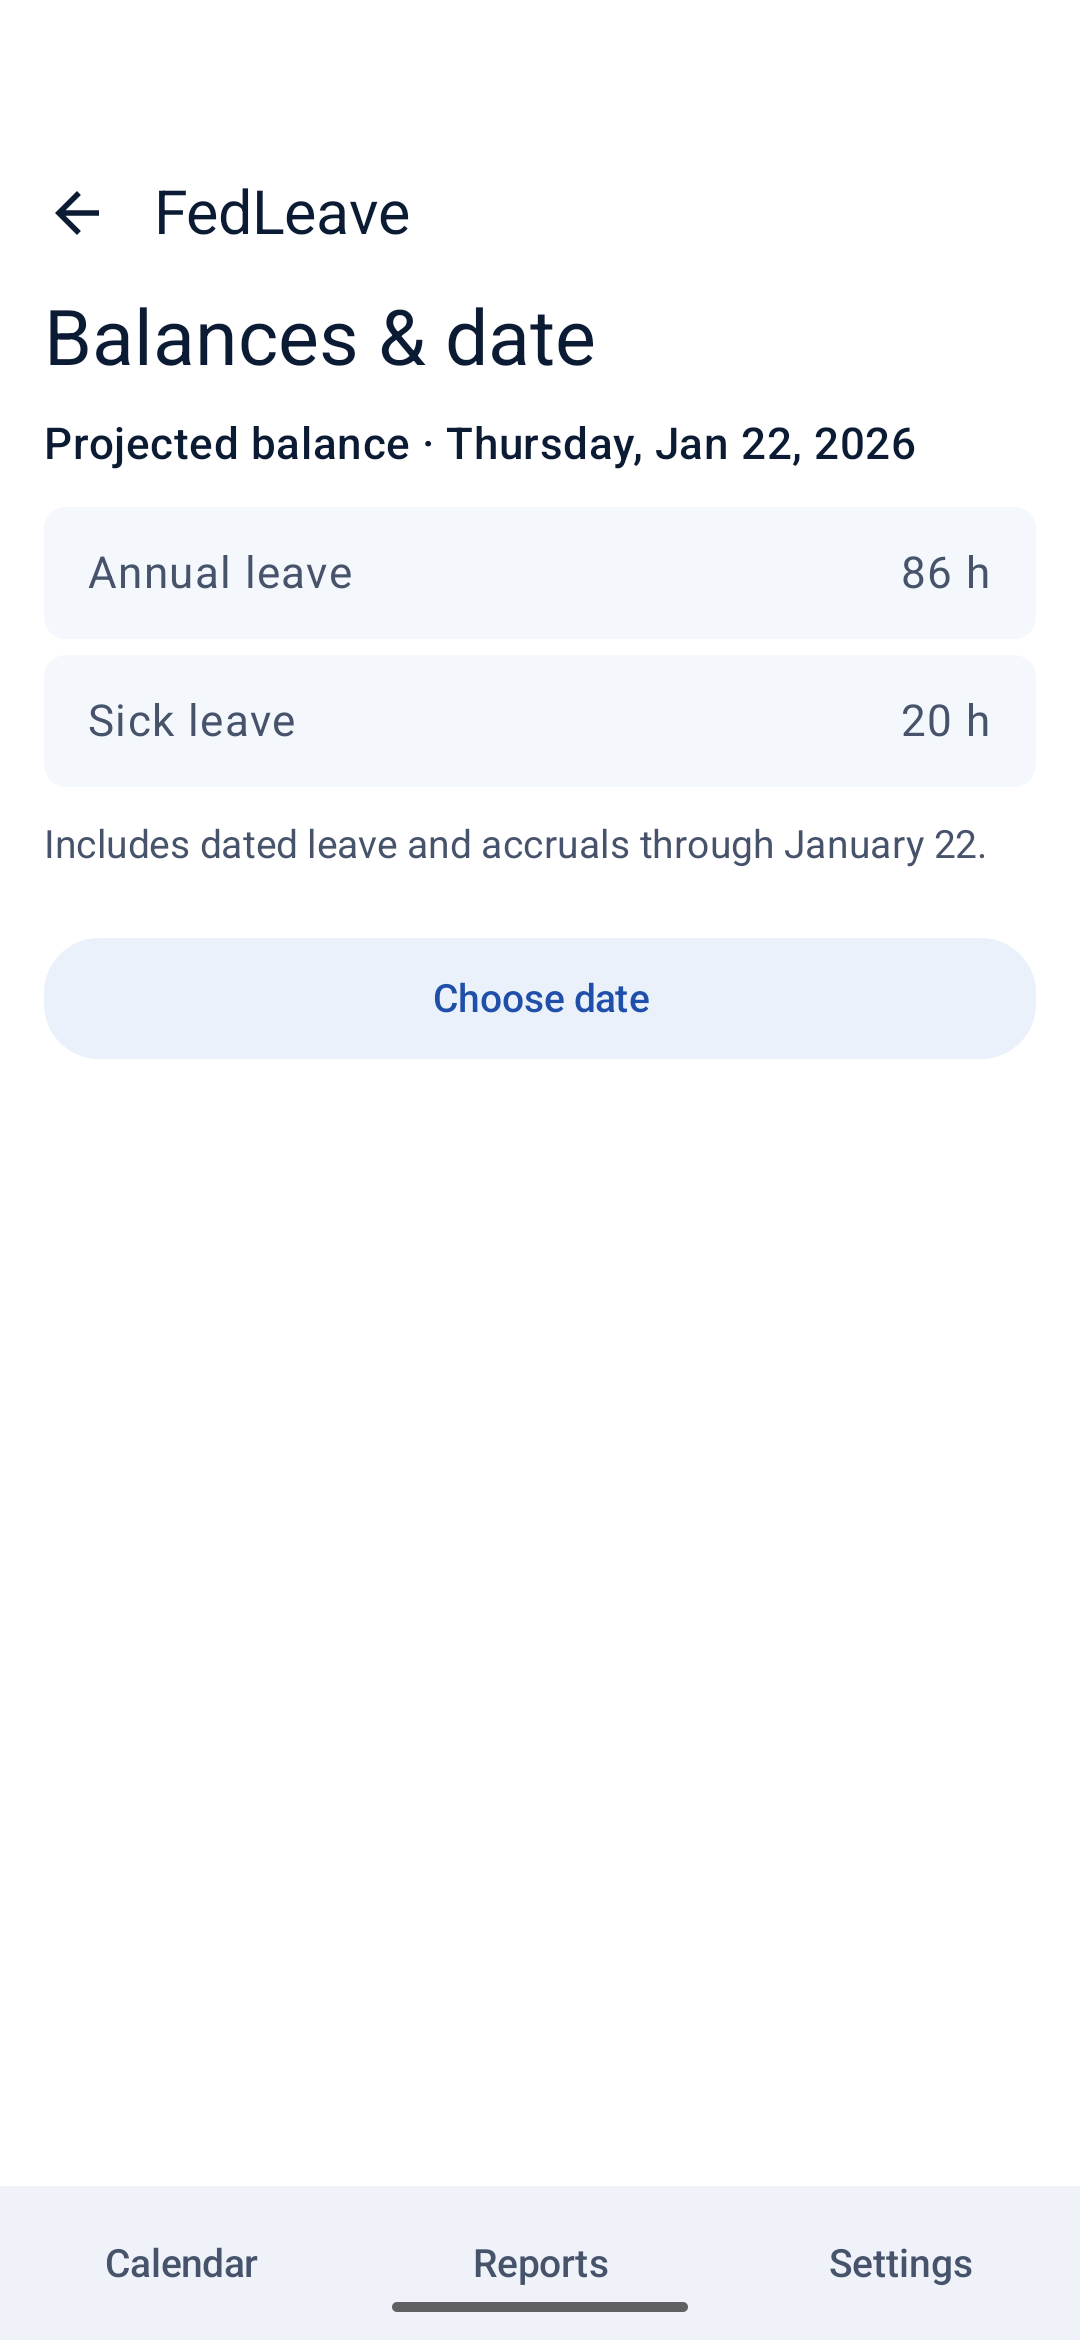 FedLeave
Balances & date
Projected balance · Thursday, Jan 22, 2026
Annual leave 86 h
Sick leave 20 h
Includes dated leave and accruals through January 22.
Choose date
Calendar Reports Settings